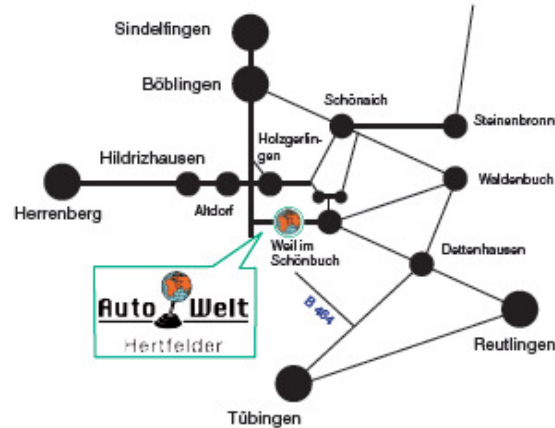 Sindelfingen
Böblingen
Schönaich
Steinenbronn
Holzgerlin-
gen
Hildrizhausen
Waldenbuch
Herrenberg
Altdorf
Weil im
Schönbuch
Dettenhausen
B 464
Auto Welt
Hertfelder
Reutlingen
Tübingen